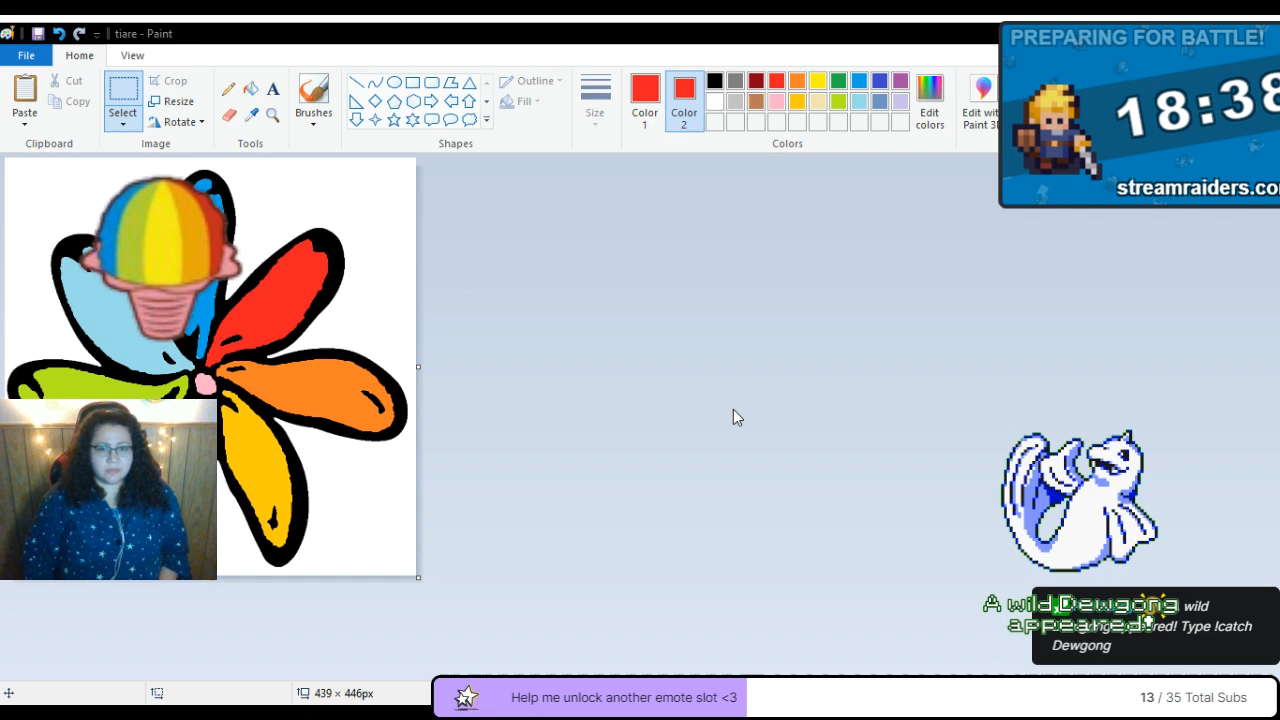 tiare - Paint
PREPARING FOR BATTLE!
File Home View
Cut
Copy
Paste
Clipboard
Select
Crop
Resize
Rotate
Image
A
Tools
Brushes
Outline
Fill
Shapes
Size
Color 1
Color 2
Edit colors
Colors
Edit with Paint 3D
18:38
streamraiders.co
A wild Dewgong
appeared!
wild
red! Type !catch
Dewgong
439 × 446px
Help me unlock another emote slot <3
13 / 35 Total Subs